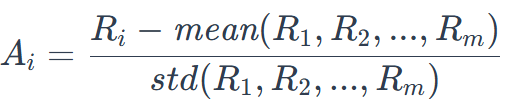 A_i = \frac{R_i - mean(R_1, R_2, ..., R_m)}{std(R_1, R_2, ..., R_m)}